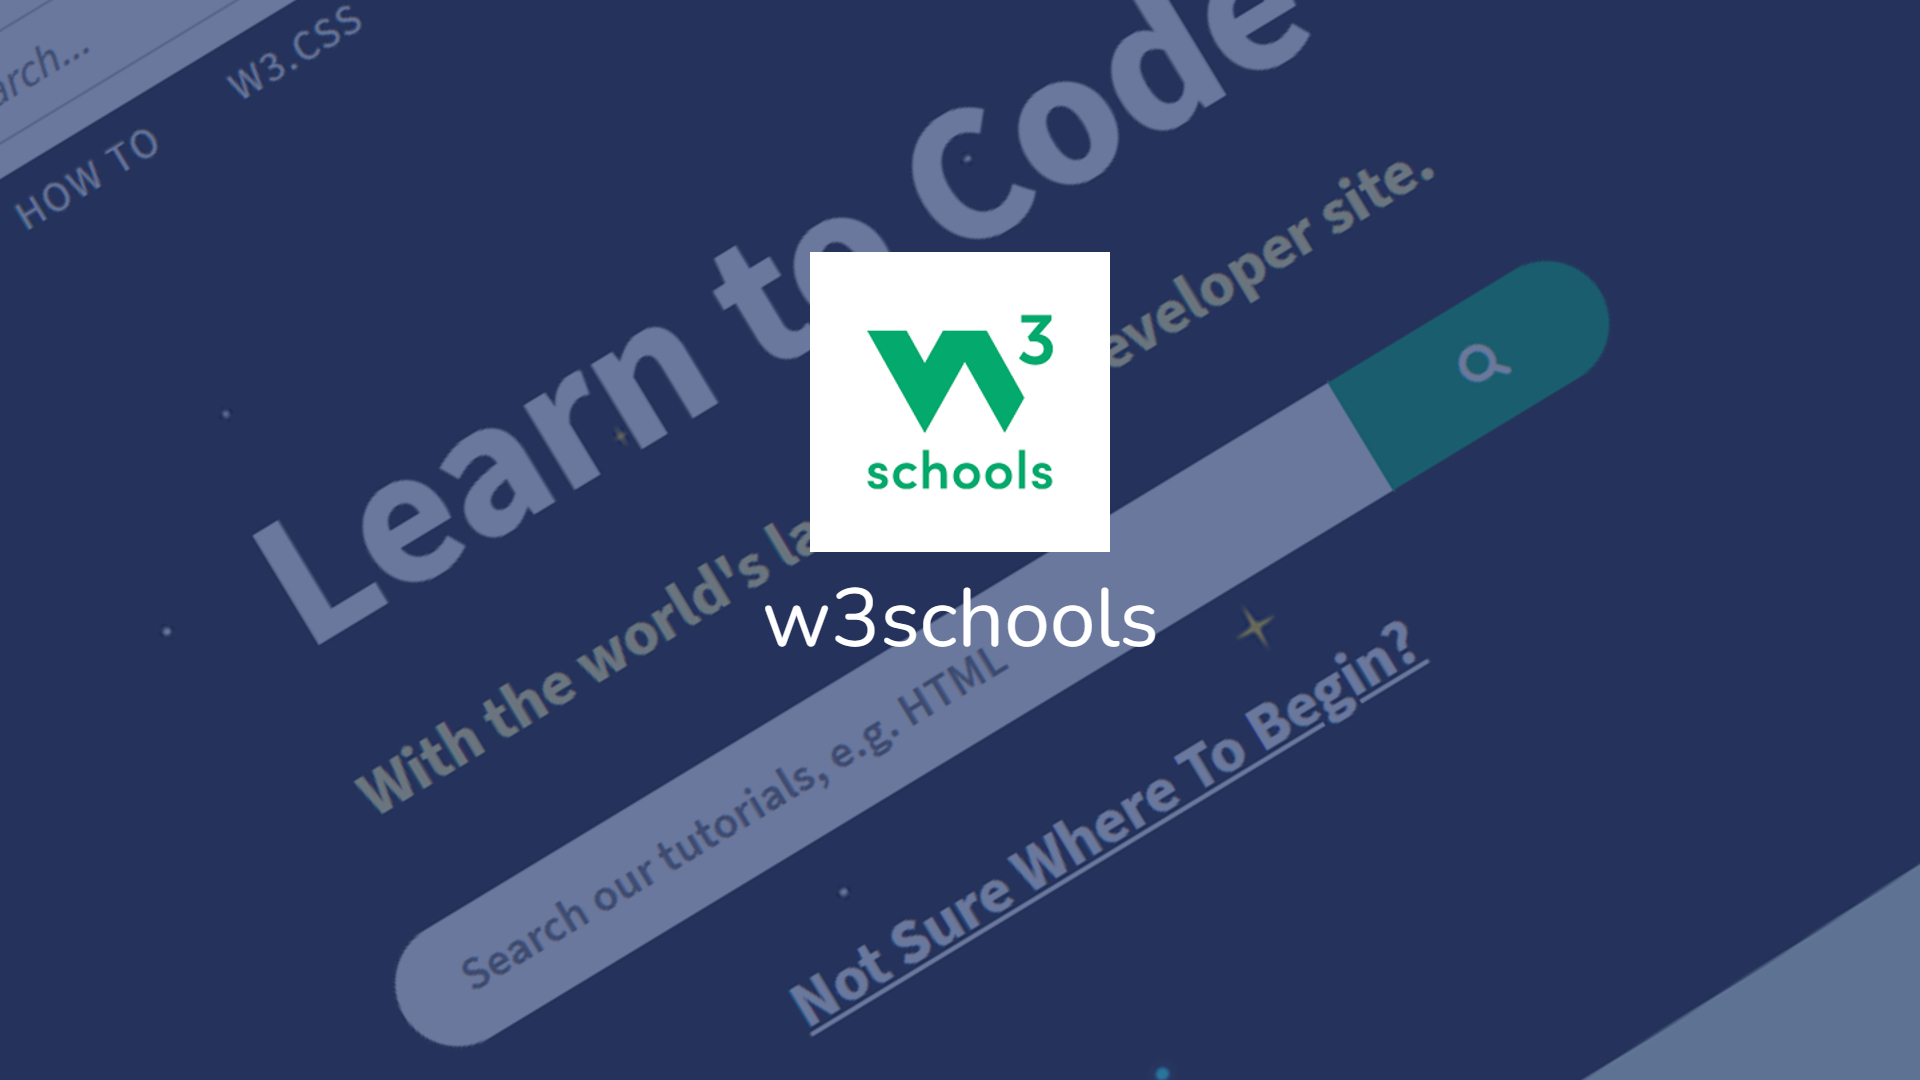 arch...
HOW TO
W3.CSS
Learn to Code
With the world's la
eveloper site.
W3
schools
w3schools
Search our tutorials, e.g. HTML
Not Sure Where To Begin?